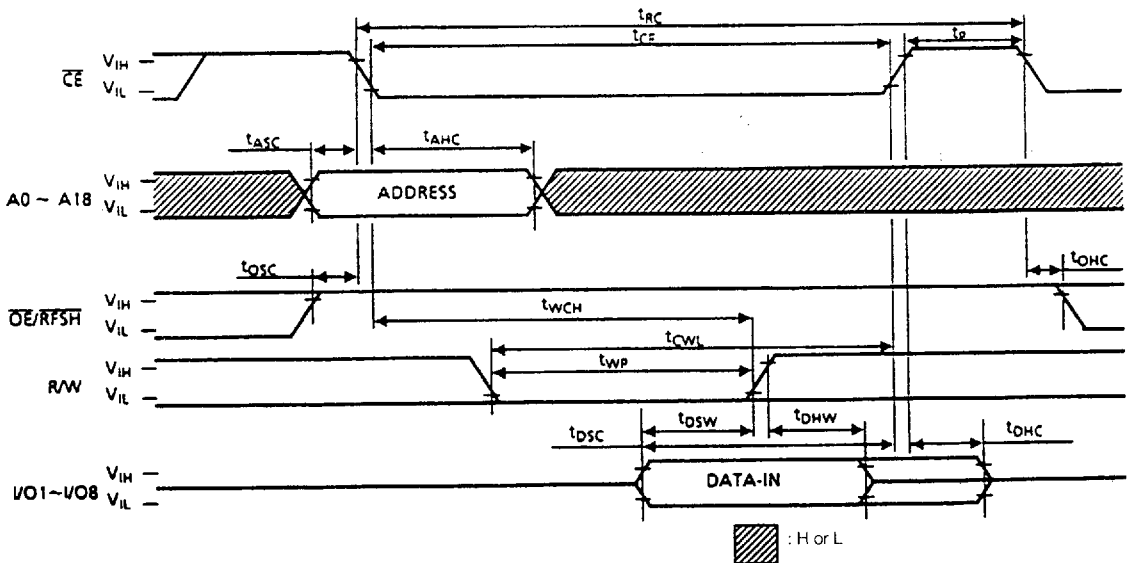 tRC
tCE
tP
VIH
CE
VIL
tASC
tAHC
VIH
A0 ~ A18
VIL
ADDRESS
tOSC
tOHC
VIH
OE/RFSH
VIL
tWCH
tCWL
tWP
VIH
R/W
VIL
tDSW
tDHW
tDSC
tDHC
VIH
I/O1~I/O8
VIL
DATA-IN
: H or L